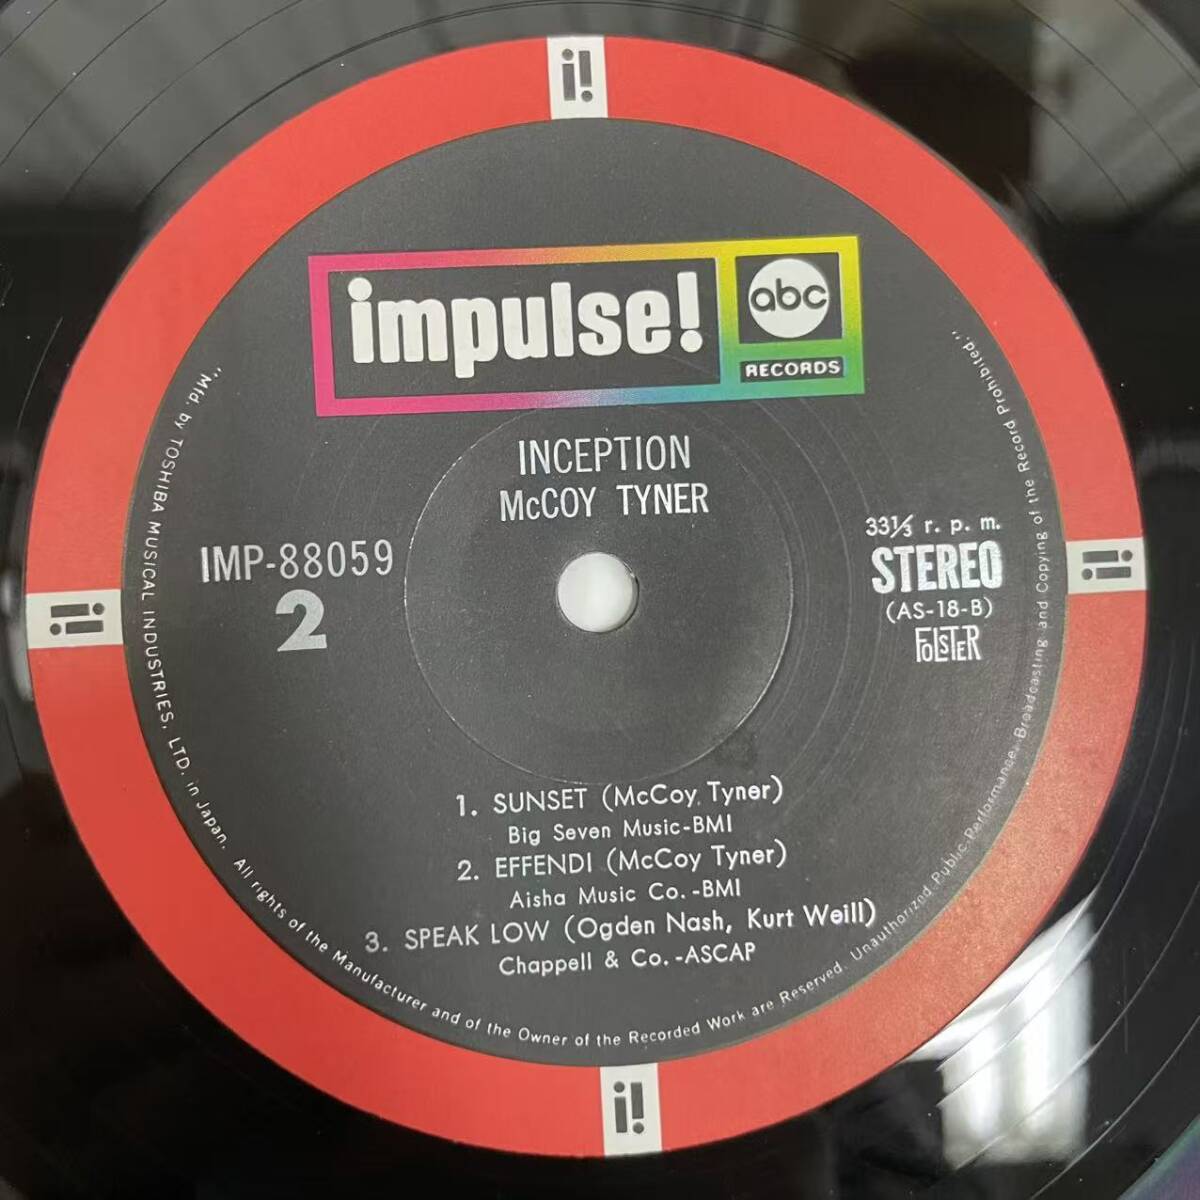 i!
impulse!
abc
RECORDS
INCEPTION
McCOY TYNER
IMP-88059
2
33⅓ r. p. m.
STEREO
(AS-18-B)
FOLSTER
i!
i!
1. SUNSET (McCoy Tyner)
Big Seven Music-BMI
2. EFFENDI (McCoy Tyner)
Aisha Music Co.-BMI
3. SPEAK LOW (Ogden Nash, Kurt Weill)
Chappell & Co.-ASCAP
"Mfd. by TOSHIBA MUSICAL INDUSTRIES, LTD. in Japan. All rights of the Manufacturer and of the Owner of the Recorded Work are Reserved. Unauthorized Public Performance, Broadcasting and Copying of the Record Prohibited."
i!